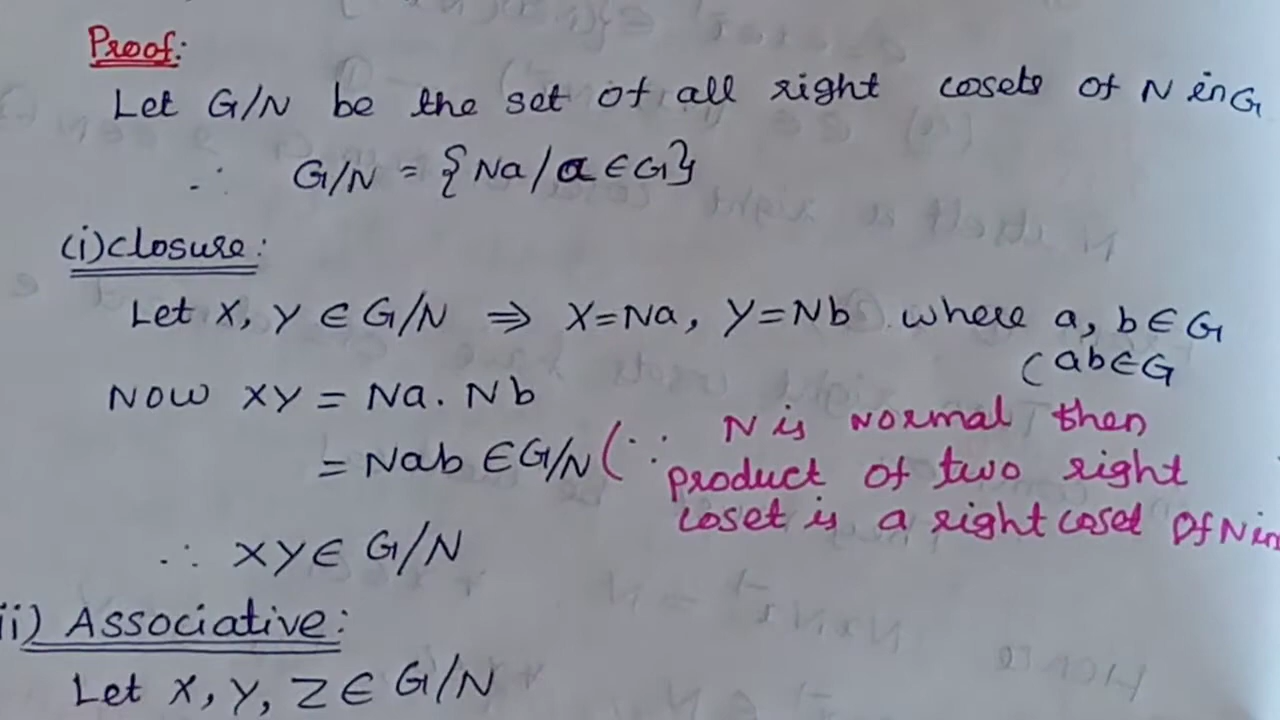 Proof:
Let G/N be the set of all right cosets of N in G
∴ G/N = {Na/a ∈ G}
(i) closure:
Let X, Y ∈ G/N ⇒ X=Na, Y=Nb where a, b ∈ G
(ab∈G
Now XY = Na. Nb
= Nab ∈ G/N (∵ N is normal then
product of two right
coset is a right coset of N in
∴ XY ∈ G/N
ii) Associative:
Let X, Y, Z ∈ G/N